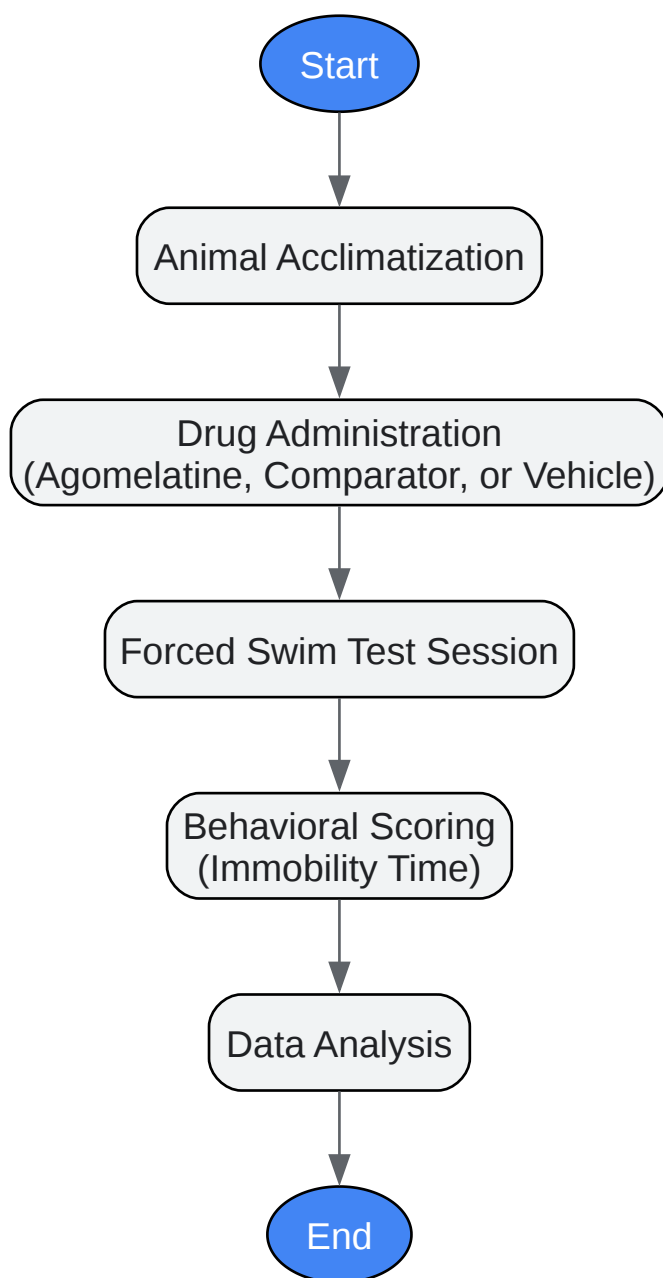 Start
Animal Acclimatization
Drug Administration
(Agomelatine, Comparator, or Vehicle)
Forced Swim Test Session
Behavioral Scoring
(Immobility Time)
Data Analysis
End